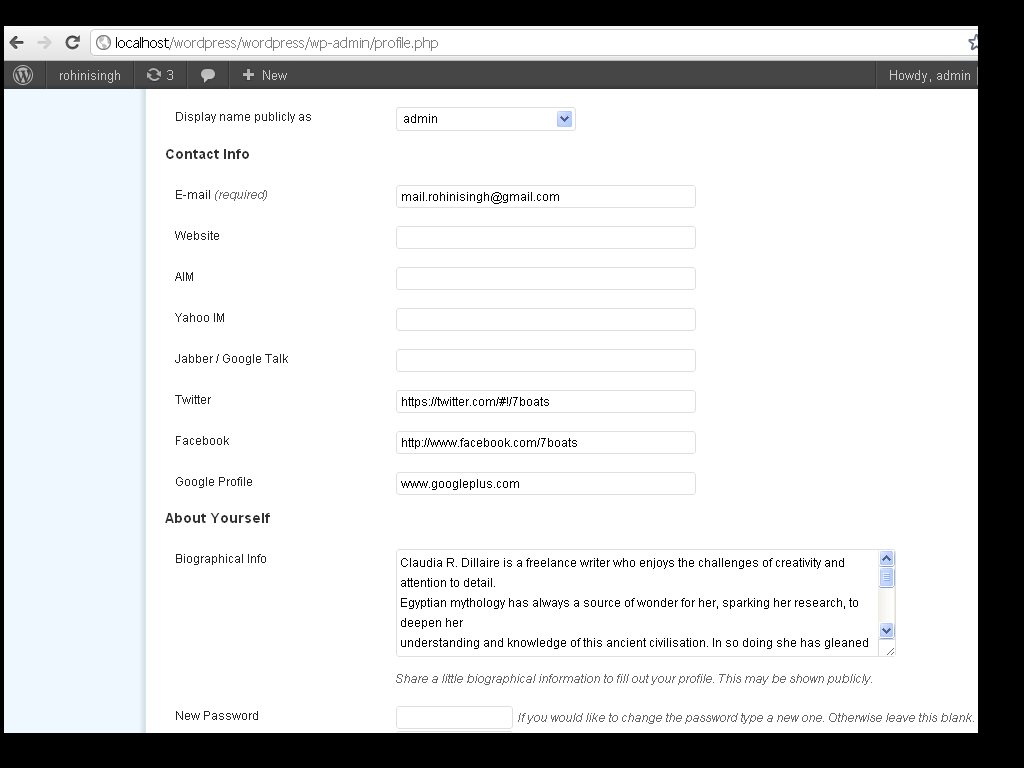 localhost/wordpress/wordpress/wp-admin/profile.php
rohinisingh 3 New Howdy, admin
Display name publicly as admin
Contact Info
E-mail (required) mail.rohinisingh@gmail.com
Website
AIM
Yahoo IM
Jabber / Google Talk
Twitter https://twitter.com/#!/7boats
Facebook http://www.facebook.com/7boats
Google Profile www.googleplus.com
About Yourself
Biographical Info Claudia R. Dillaire is a freelance writer who enjoys the challenges of creativity and
attention to detail.
Egyptian mythology has always a source of wonder for her, sparking her research, to
deepen her
understanding and knowledge of this ancient civilisation. In so doing she has gleaned
Share a little biographical information to fill out your profile. This may be shown publicly.
New Password If you would like to change the password type a new one. Otherwise leave this blank.